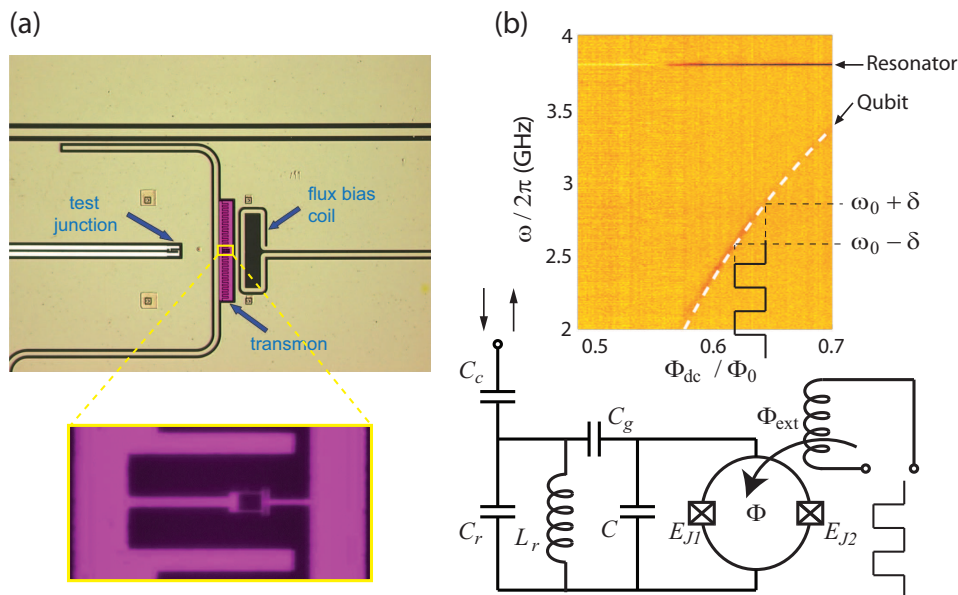 (a)
test
junction
flux bias
coil
transmon
(b)
4
3.5
3
2.5
2
ω / 2π (GHz)
0.5
0.6
0.7
Φdc / Φ0
Resonator
Qubit
ω0 + δ
ω0 − δ
Cc
Cg
Cr
Lr
C
EJ1
Φ
EJ2
Φext